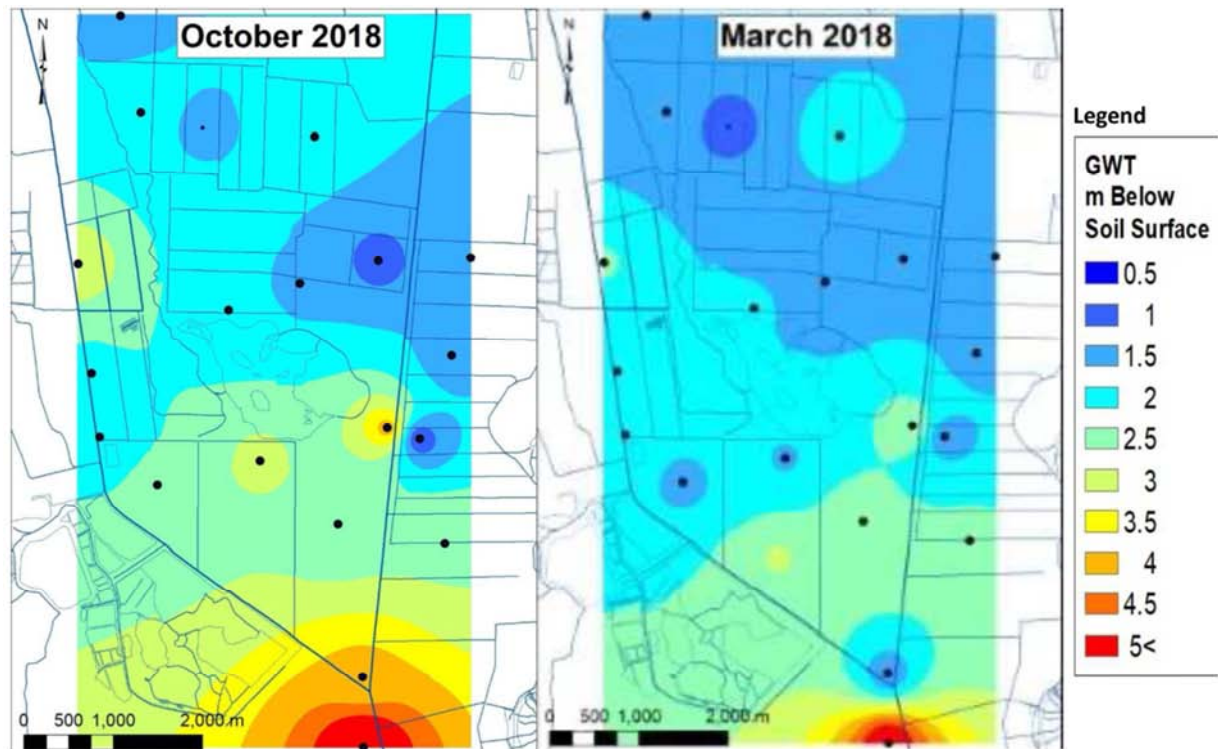 N
October 2018
0 500 1,000 2,000 m
N
March 2018
0 500 1,000 2,000 m
Legend
GWT
m Below
Soil Surface
0.5
1
1.5
2
2.5
3
3.5
4
4.5
5<